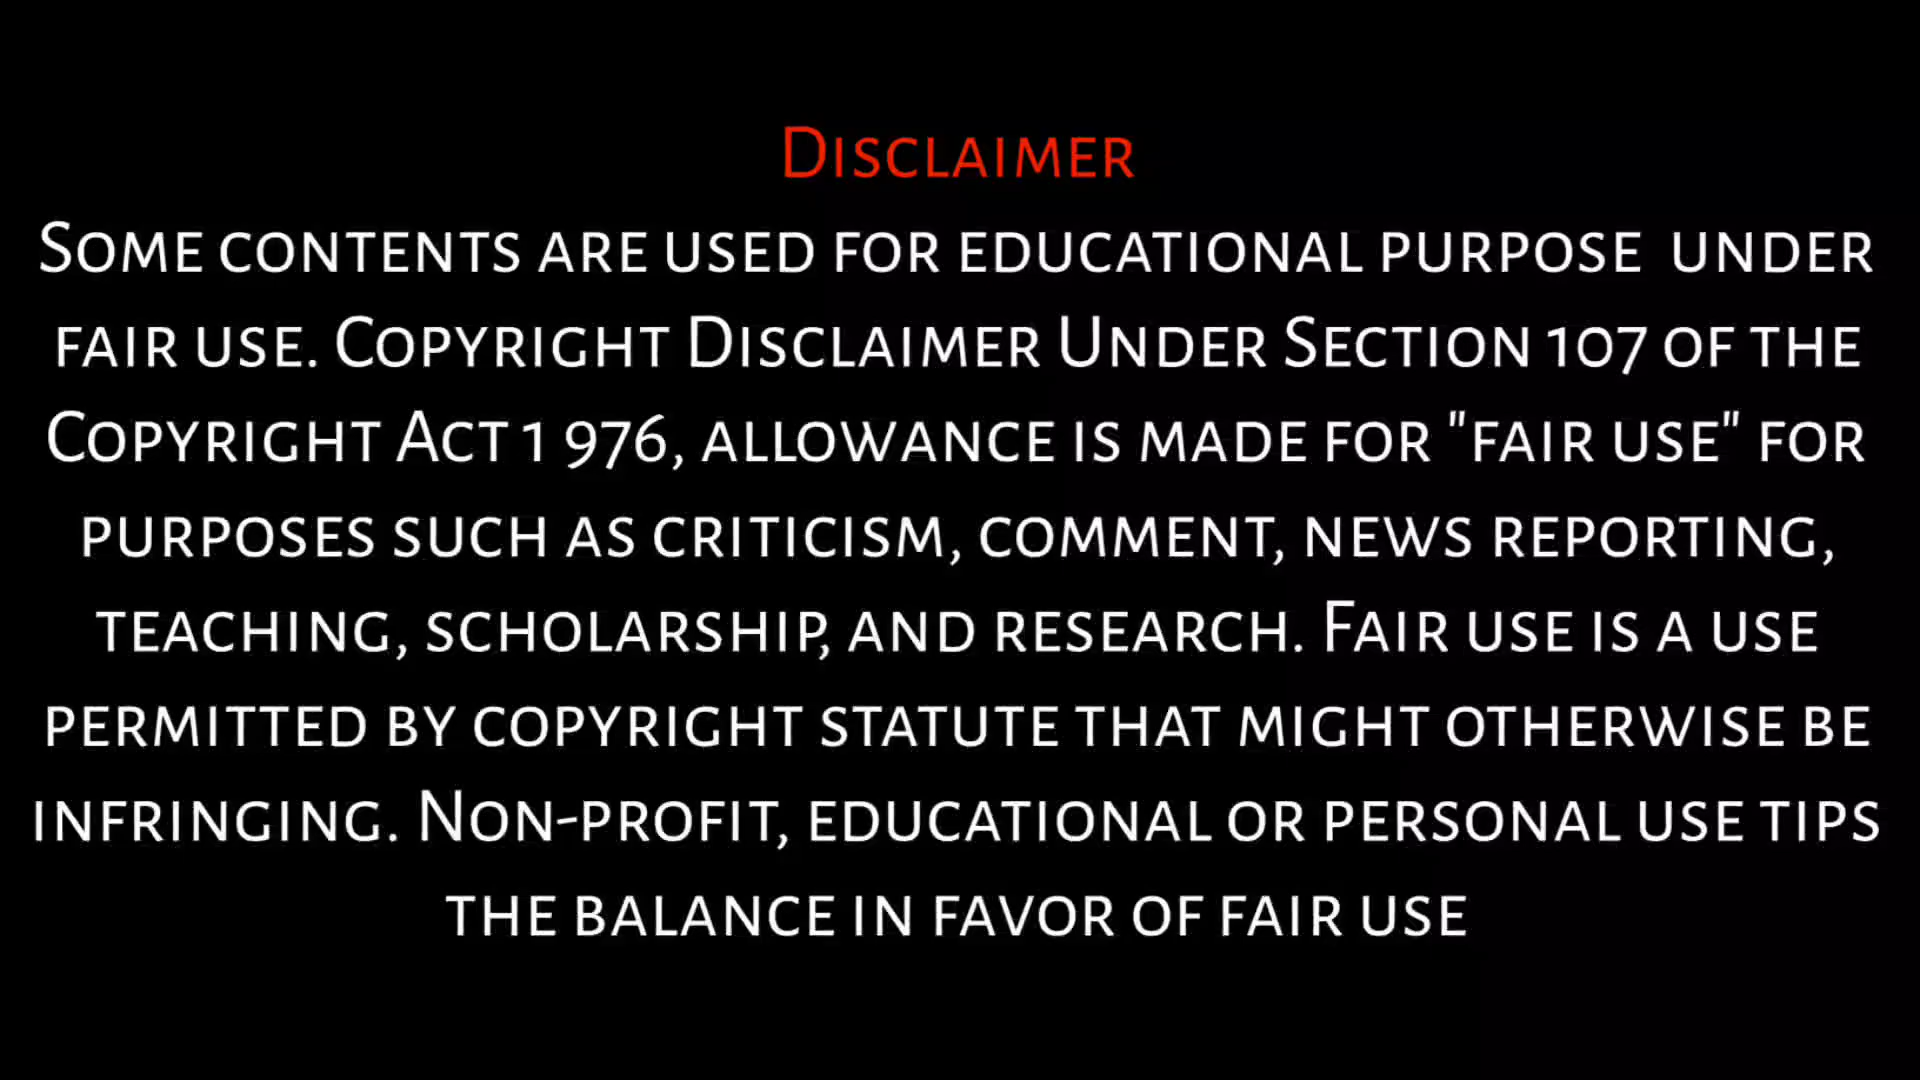 Disclaimer
Some contents are used for educational purpose  under
fair use. Copyright Disclaimer Under Section 107 of the
Copyright Act 1 976, allowance is made for "fair use" for
purposes such as criticism, comment, news reporting,
teaching, scholarship, and research. Fair use is a use
permitted by copyright statute that might otherwise be
infringing. Non-profit, educational or personal use tips
the balance in favor of fair use